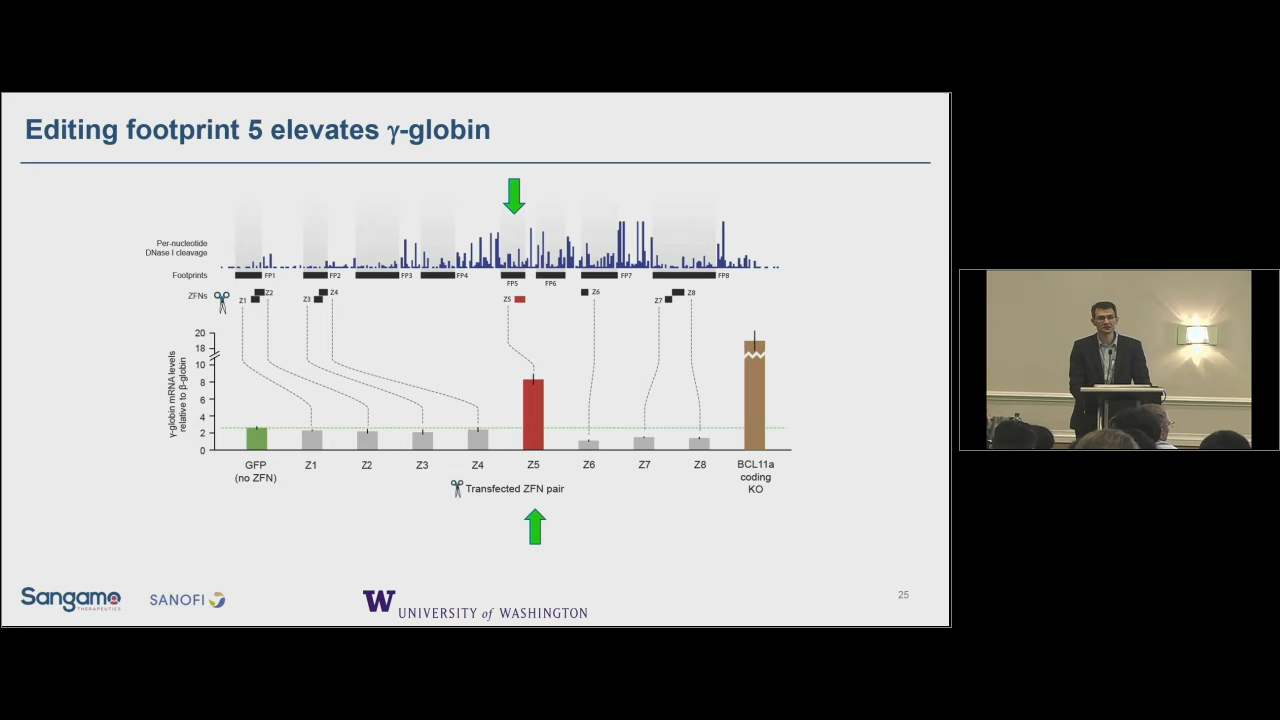 Editing footprint 5 elevates γ-globin
Per-nucleotide
DNase I cleavage
Footprints
FP1
FP2
FP3
FP4
FP5
FP6
FP7
FP8
ZFNs
Z1
Z2
Z3
Z4
Z5
Z6
Z7
Z8
γ-globin mRNA levels
relative to β-globin
20
18
10
8
6
4
2
0
GFP
(no ZFN)
Z1
Z2
Z3
Z4
Z5
Z6
Z7
Z8
BCL11a
coding
KO
Transfected ZFN pair
Sangamo
THERAPEUTICS
SANOFI
W
UNIVERSITY of WASHINGTON
25